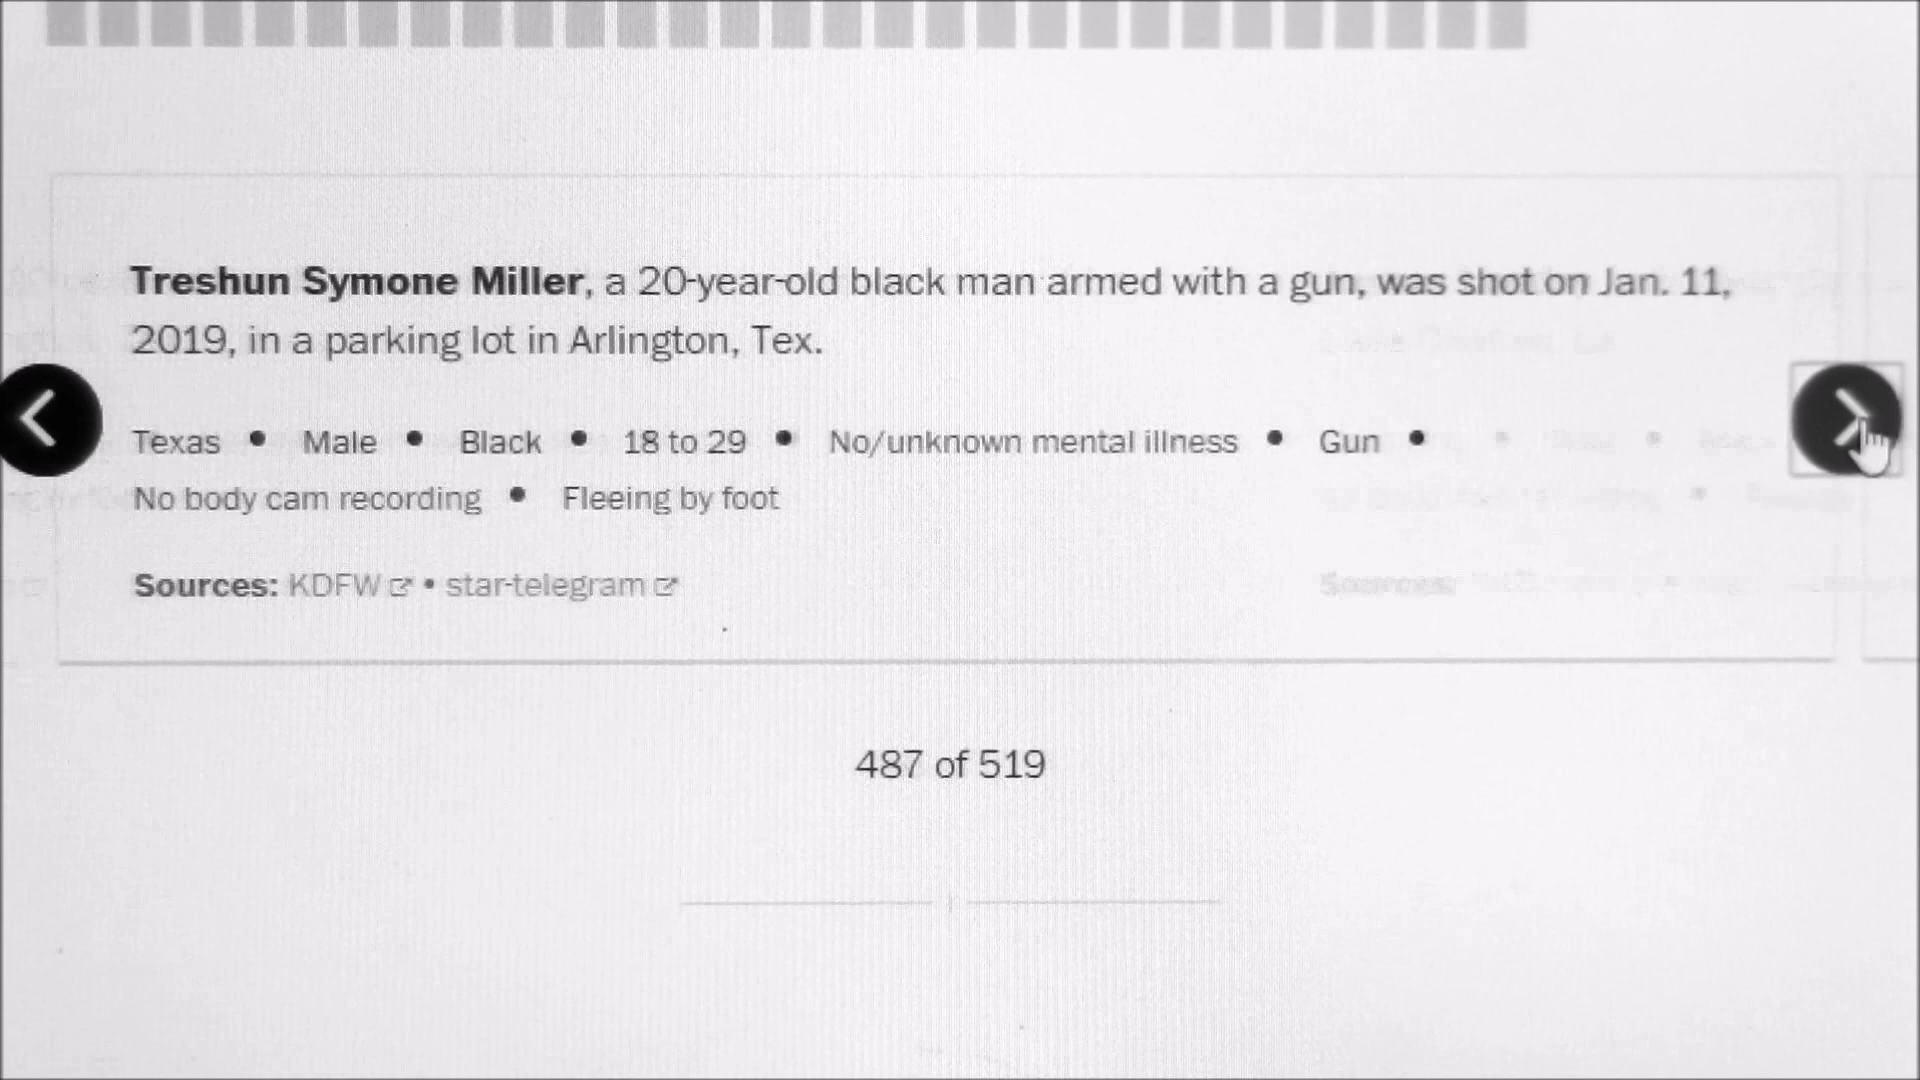 Treshun Symone Miller, a 20-year-old black man armed with a gun, was shot on Jan. 11,
2019, in a parking lot in Arlington, Tex.
Texas • Male • Black • 18 to 29 • No/unknown mental illness • Gun •
No body cam recording • Fleeing by foot
Sources: KDFW • star-telegram
Sources:
487 of 519